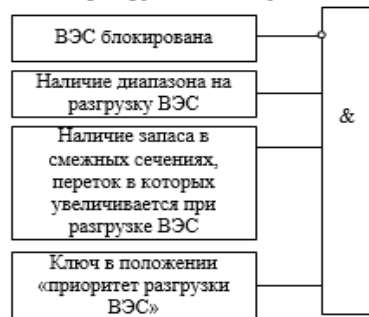 ВЭС блокирована
Наличие диапазона на
разгрузку ВЭС
&
Наличие запаса в
смежных сечениях,
переток в которых
увеличивается при
разгрузке ВЭС
Ключ в положении
«приоритет разгрузки
ВЭС»